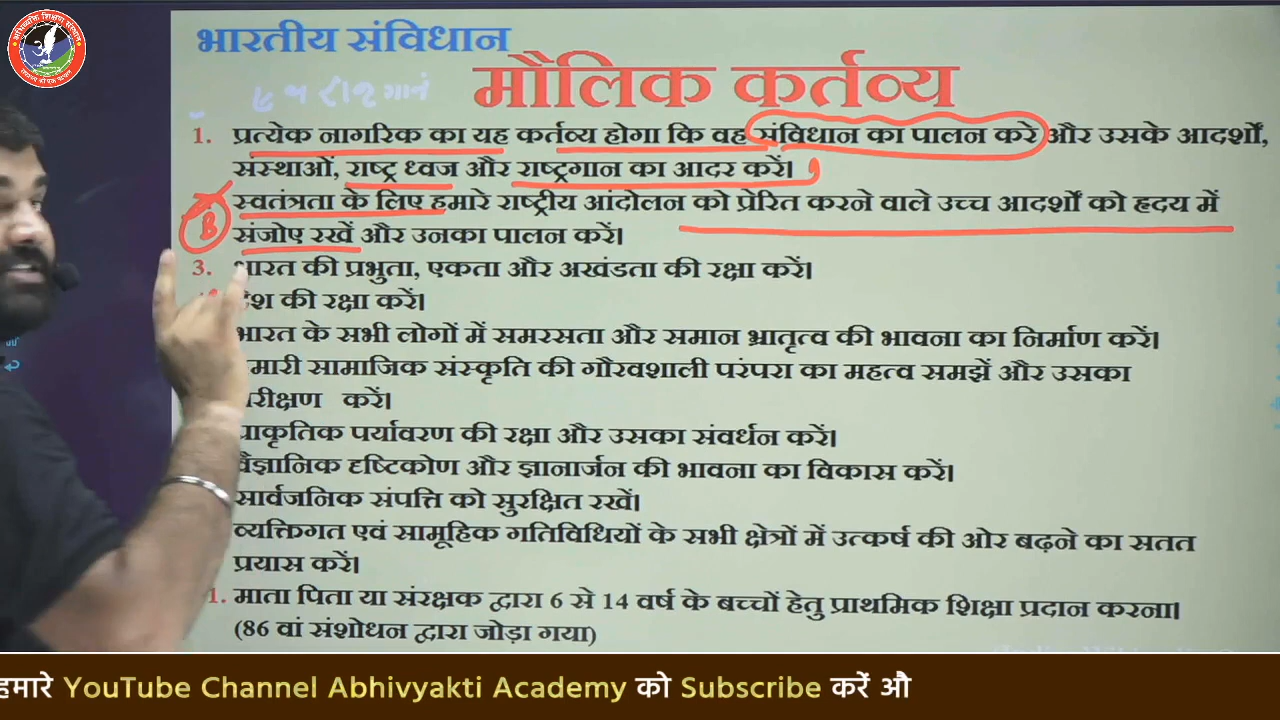 भारतीय संविधान
मौलिक कर्तव्य
1. प्रत्येक नागरिक का यह कर्तव्य होगा कि वह संविधान का पालन करे और उसके आदर्शों,
संस्थाओं, राष्ट्र ध्वज और राष्ट्रगान का आदर करें।
B स्वतंत्रता के लिए हमारे राष्ट्रीय आंदोलन को प्रेरित करने वाले उच्च आदर्शों को हृदय में
संजोए रखें और उनका पालन करें।
3. भारत की प्रभुता, एकता और अखंडता की रक्षा करें।
देश की रक्षा करें।
भारत के सभी लोगों में समरसता और समान भ्रातृत्व की भावना का निर्माण करें।
मारी सामाजिक संस्कृति की गौरवशाली परंपरा का महत्व समझें और उसका
रीक्षण करें।
प्राकृतिक पर्यावरण की रक्षा और उसका संवर्धन करें।
वैज्ञानिक दृष्टिकोण और ज्ञानार्जन की भावना का विकास करें।
सार्वजनिक संपत्ति को सुरक्षित रखें।
व्यक्तिगत एवं सामूहिक गतिविधियों के सभी क्षेत्रों में उत्कर्ष की ओर बढ़ने का सतत
प्रयास करें।
1. माता पिता या संरक्षक द्वारा 6 से 14 वर्ष के बच्चों हेतु प्राथमिक शिक्षा प्रदान करना।
(86 वां संशोधन द्वारा जोड़ा गया)
हमारे YouTube Channel Abhivyakti Academy को Subscribe करें औ